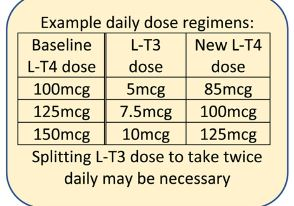 Example daily dose regimens:
Baseline L-T3 New L-T4
L-T4 dose dose dose
100mcg 5mcg 85mcg
125mcg 7.5mcg 100mcg
150mcg 10mcg 125mcg
Splitting L-T3 dose to take twice
daily may be necessary